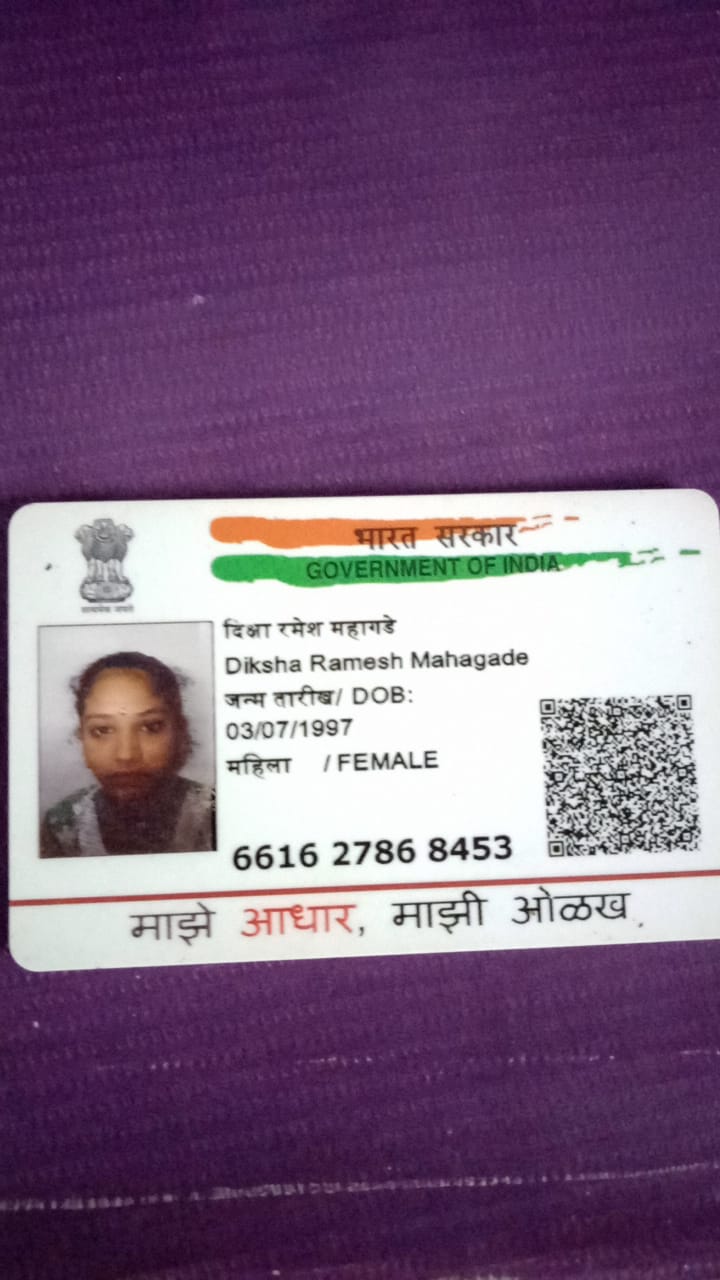 भारत सरकार
GOVERNMENT OF INDIA
सत्यमेव जयते
दिक्षा रमेश महागडे
Diksha Ramesh Mahagade
जन्म तारीख/ DOB:
03/07/1997
महिला / FEMALE
6616 2786 8453
माझे आधार, माझी ओळख